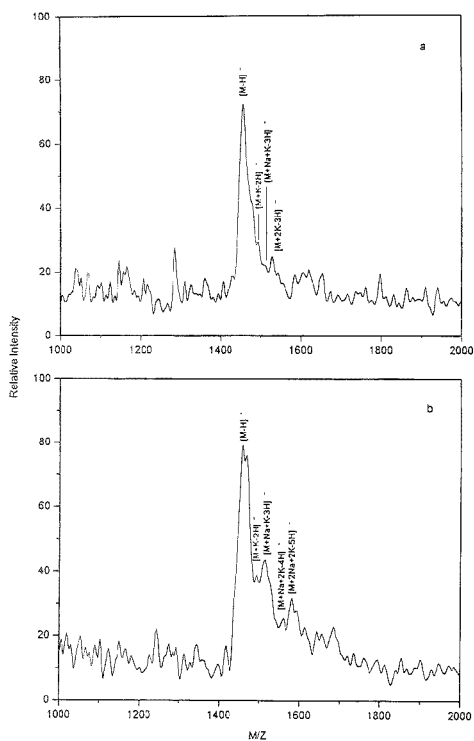 a
100
80
60
40
20
0
[M-H]-
[M+K-2H]-
[M+Na+K-3H]-
[M+2K-3H]-
1000 1200 1400 1600 1800 2000
Relative Intensity
b
100
80
60
40
20
0
[M-H]-
[M+K-2H]-
[M+Na+K-3H]-
[M+Na+2K-4H]-
[M+2Na+2K-5H]-
1000 1200 1400 1600 1800 2000
M/Z